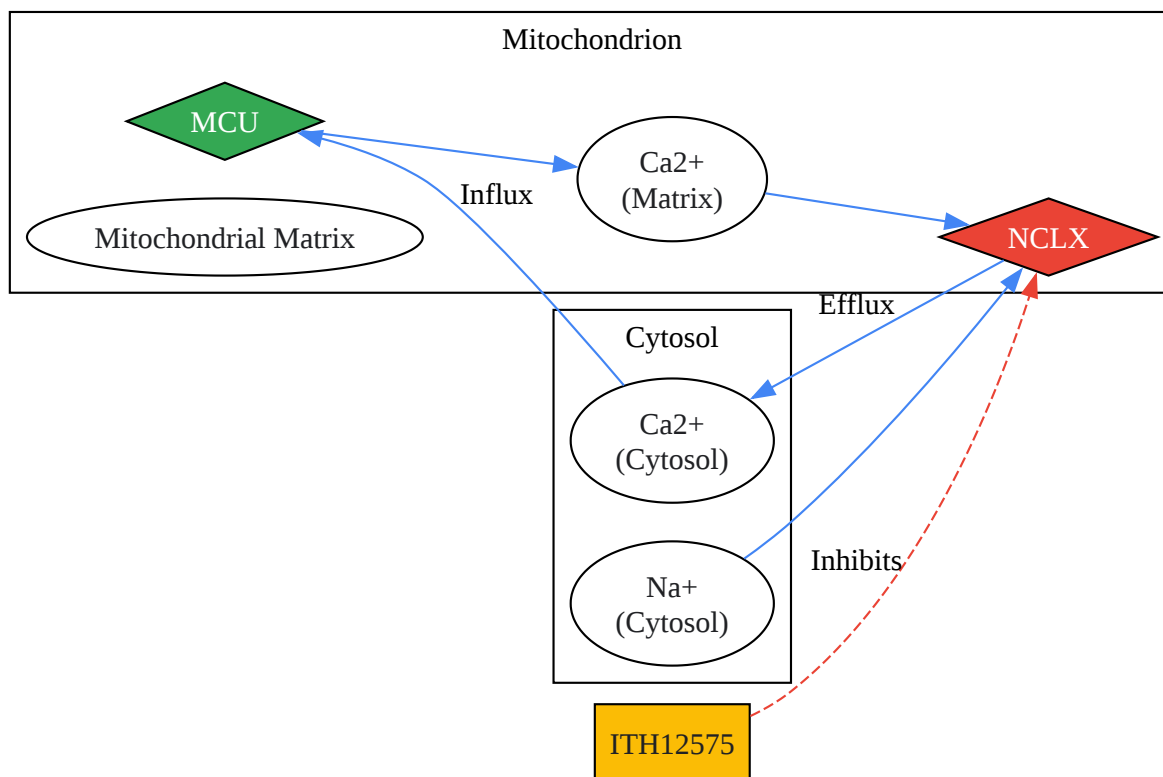 Mitochondrion
MCU
Ca2+
(Matrix)
Influx
Mitochondrial Matrix
NCLX
Efflux
Cytosol
Ca2+
(Cytosol)
Inhibits
Na+
(Cytosol)
ITH12575